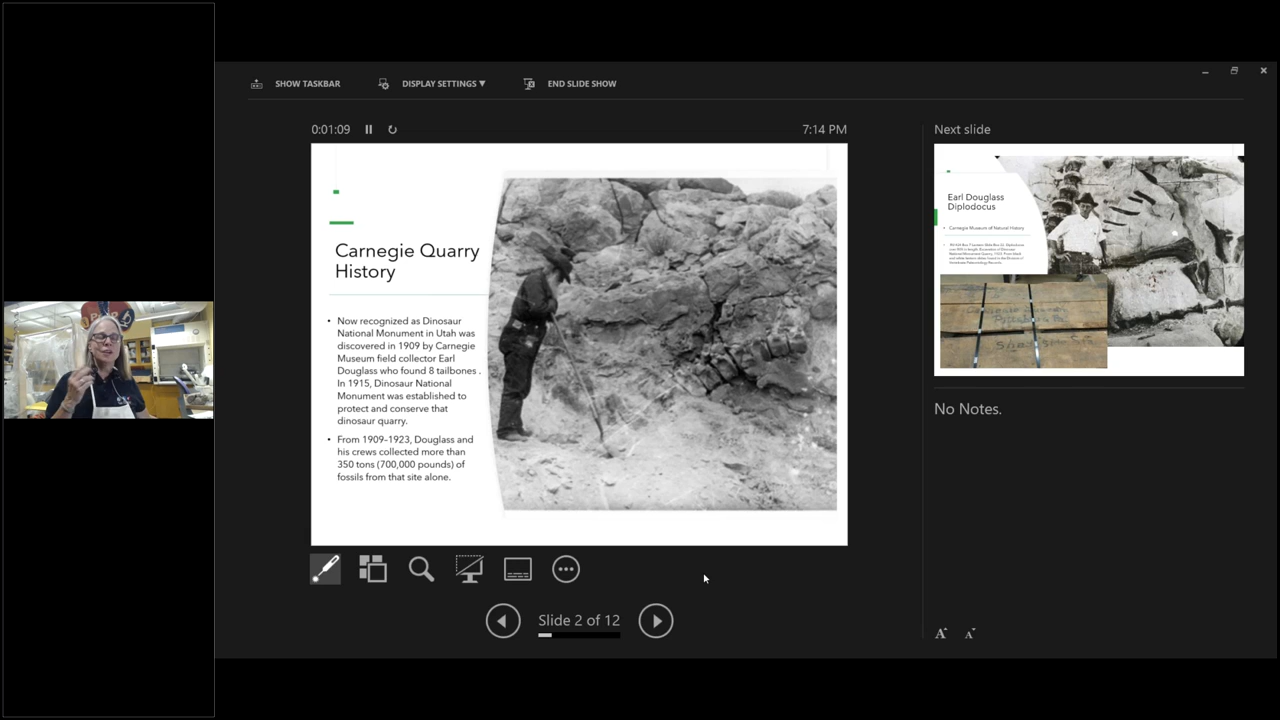 SHOW TASKBAR
DISPLAY SETTINGS ▼
END SLIDE SHOW
0:01:09
7:14 PM
Carnegie Quarry
History
• Now recognized as Dinosaur
National Monument in Utah was
discovered in 1909 by Carnegie
Museum field collector Earl
Douglass who found 8 tailbones .
In 1915, Dinosaur National
Monument was established to
protect and conserve that
dinosaur quarry.
• From 1909–1923, Douglass and
his crews collected more than
350 tons (700,000 pounds) of
fossils from that site alone.
Slide 2 of 12
Next slide
Earl Douglass
Diplodocus
• Carnegie Museum of Natural History
No Notes.
A A